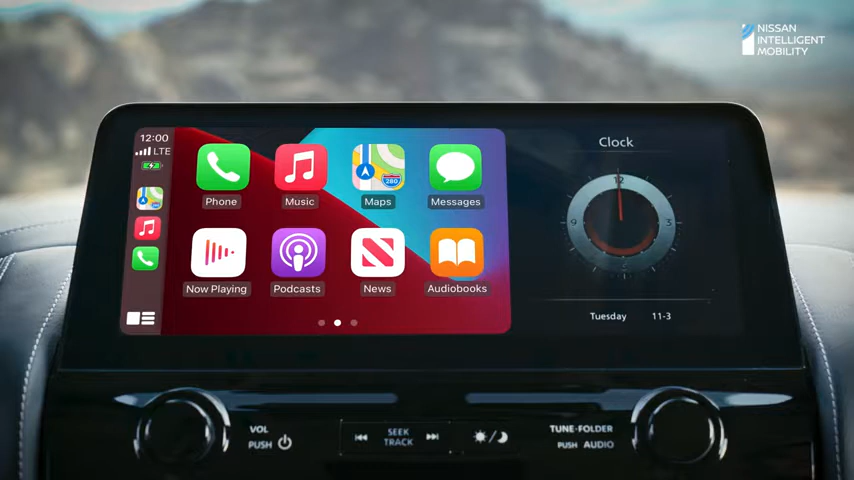 NISSAN
INTELLIGENT
MOBILITY
12:00
LTE
280
Phone
Music
Maps
Messages
Now Playing
Podcasts
News
Audiobooks
Clock
12
3
6
9
Tuesday 11-3
VOL
PUSH
SEEK
TRACK
TUNE-FOLDER
PUSH AUDIO